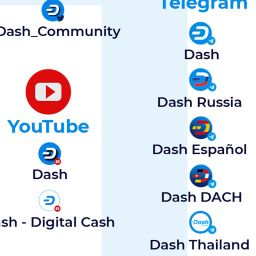 Dash_Community
YouTube
Dash
sh - Digital Cash
Telegram
Dash
Dash Russia
Dash Español
Dash DACH
Dash Thailand